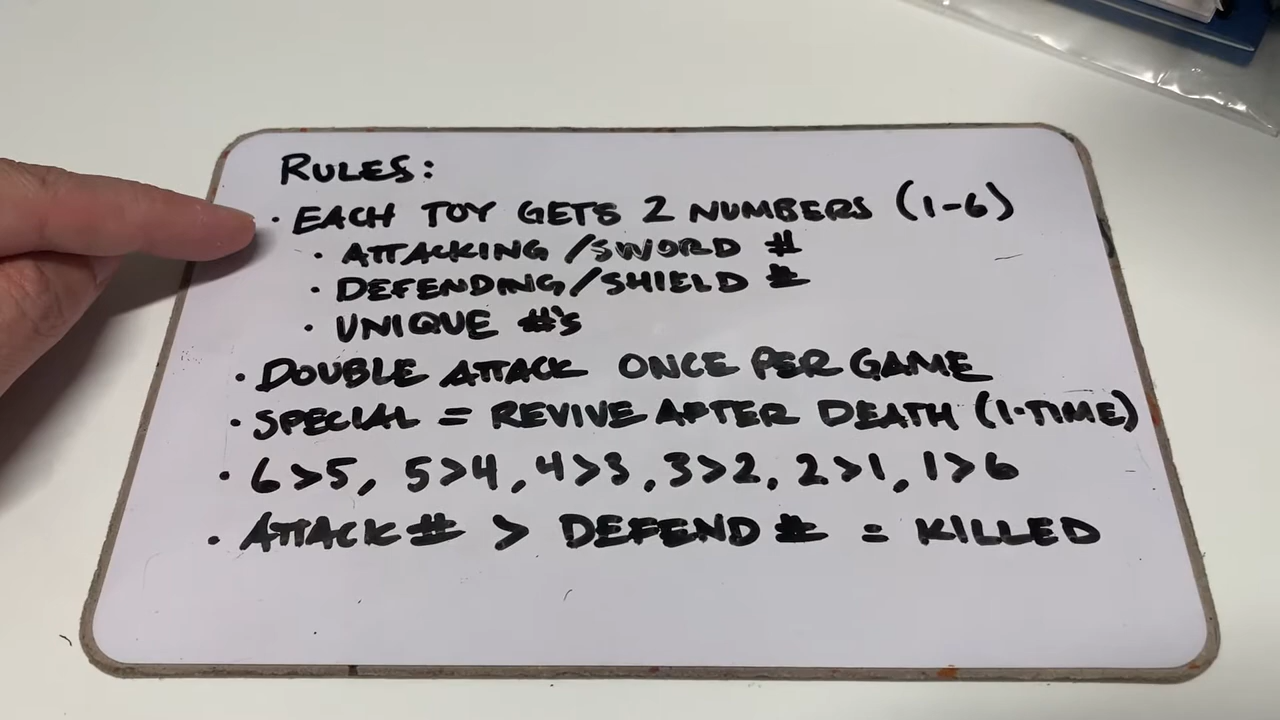 RULES:
· EACH TOY GETS 2 NUMBERS (1-6)
· ATTACKING/SWORD #
· DEFENDING/SHIELD #
· UNIQUE #'s
· DOUBLE ATTACK ONCE PER GAME
· SPECIAL = REVIVE AFTER DEATH (1-TIME)
· 6>5, 5>4, 4>3, 3>2, 2>1, 1>6
· ATTACK # > DEFEND # = KILLED